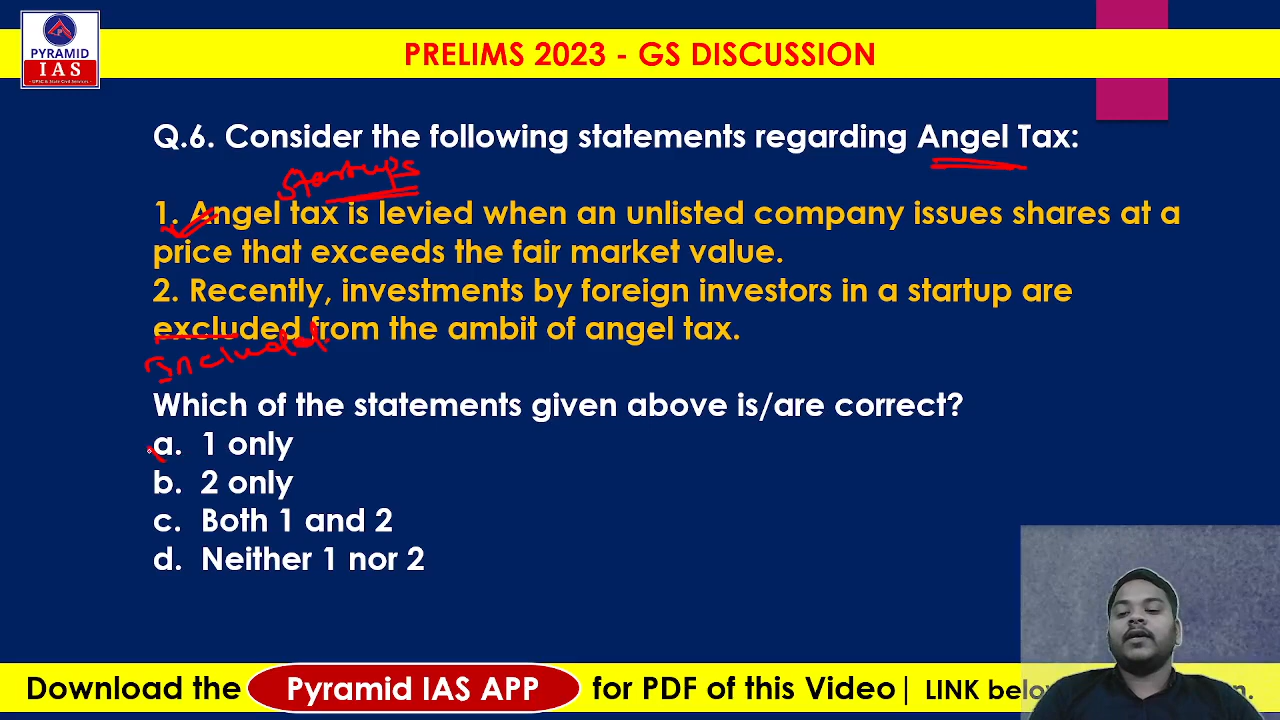 PYRAMID
IAS
PRELIMS 2023 - GS DISCUSSION
Q.6. Consider the following statements regarding Angel Tax:
Startups
1. Angel tax is levied when an unlisted company issues shares at a
price that exceeds the fair market value.
2. Recently, investments by foreign investors in a startup are
excluded from the ambit of angel tax.
Included
Which of the statements given above is/are correct?
a. 1 only
b. 2 only
c. Both 1 and 2
d. Neither 1 nor 2
Download the Pyramid IAS APP for PDF of this Video| LINK